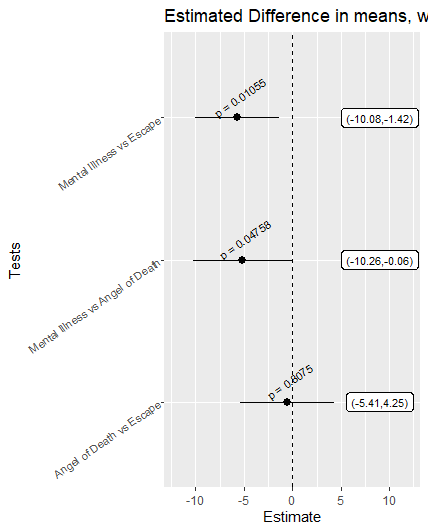 Estimated Difference in means, w
Mental Illness vs Escape
p = 0.01055
(-10.08,-1.42)
Mental Illness vs Angel of Death
p = 0.04758
(-10.26,-0.06)
Angel of Death vs Escape
p = 0.8075
(-5.41,4.25)
Tests
-10 -5 0 5 10
Estimate